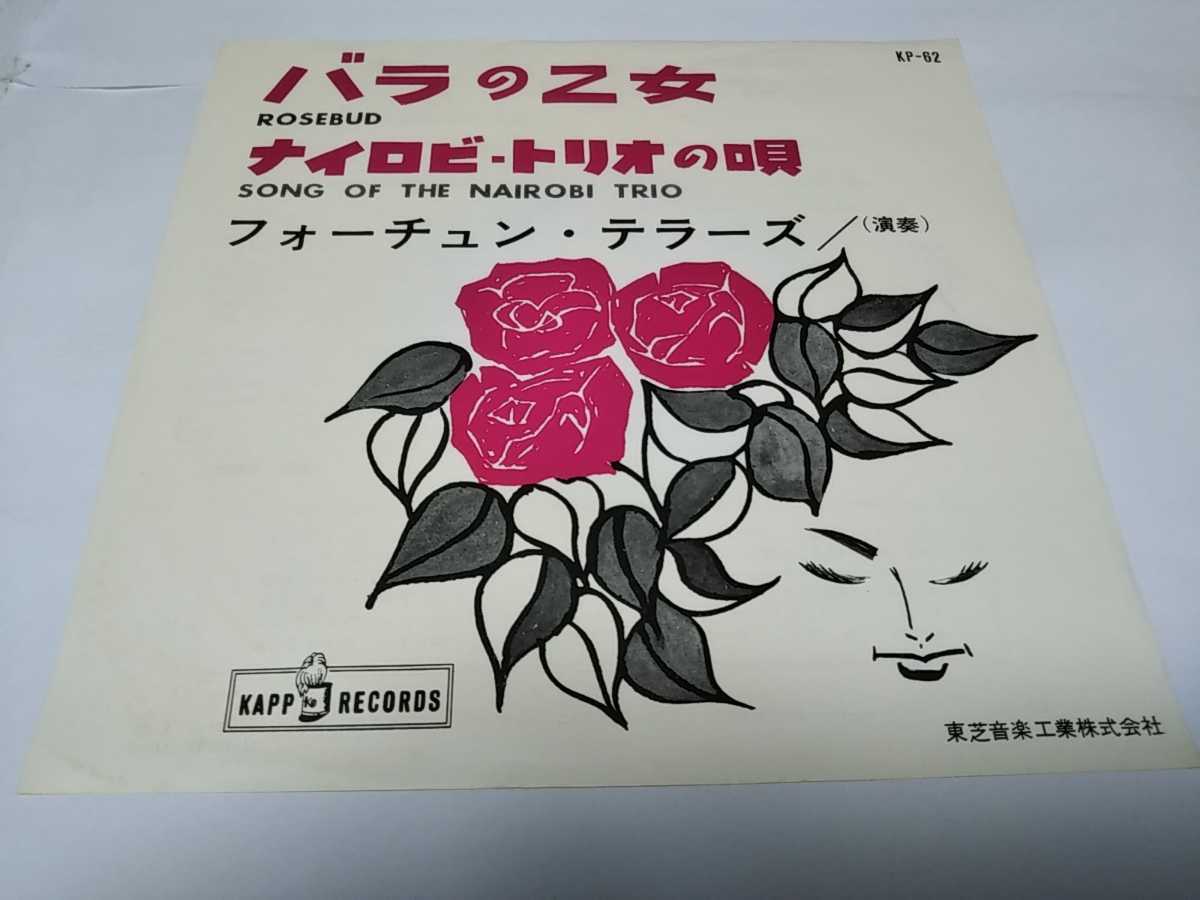 KP-62
バラの乙女
ROSEBUD
ナイロビ-トリオの唄
SONG OF THE NAIROBI TRIO
フォーチュン・テラーズ/(演奏)
KAPP RECORDS
東芝音楽工業株式会社